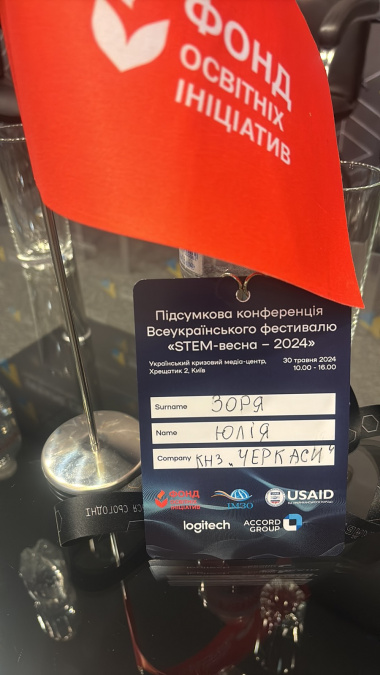 ФОНД
ОСВІТНІХ
ІНІЦІАТИВ
Підсумкова конференція
Всеукраїнського фестивалю
«STEM-весна – 2024»
Український кризовий медіа-центр,
Хрещатик 2, Київ
30 травня 2024
10.00 - 16.00
Surname ЗОРЯ
Name ЮЛІЯ
Company КНЗ „ЧЕРКАСИ"
ФОНД
ОСВІТНІХ
ІНІЦІАТИВ
ІМЗО
USAID
logitech
ACCORD
GROUP
СЬОГОДНІ